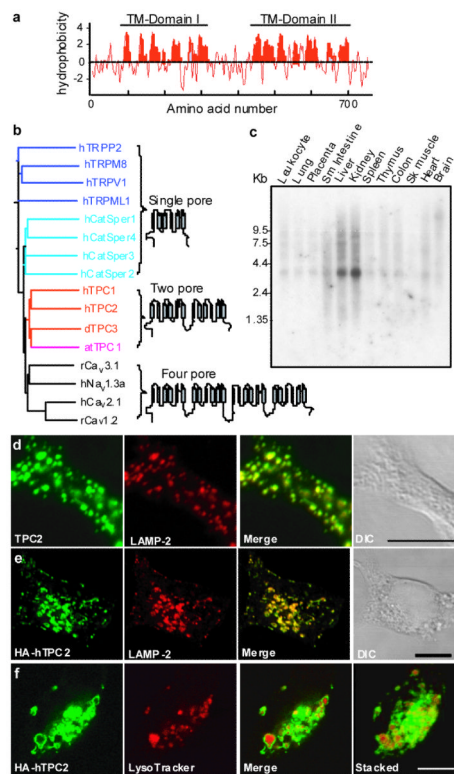 a
TM-Domain I TM-Domain II
hydrophobicity
4
2
0
-4
0 700
Amino acid number
b
hTRPP2
hTRPM8
hTRPV1
hTRPML1
hCatSper1
hCatSper4
hCatSper3
hCatSper2
hTPC1
hTPC2
dTPC3
atTPC1
rCav3.1
hNav1.3a
hCav2.1
rCav1.2
Single pore
Two pore
Four pore
c
Leukocyte
Lung
Placenta
Sm Intestine
Liver
Kidney
Spleen
Thymus
Colon
Sk muscle
Heart
Brain
Kb
9.5
7.5
4.4
2.4
1.35
d
TPC2 LAMP-2 Merge DIC
e
HA-hTPC2 LAMP-2 Merge DIC
f
HA-hTPC2 LysoTracker Merge Stacked